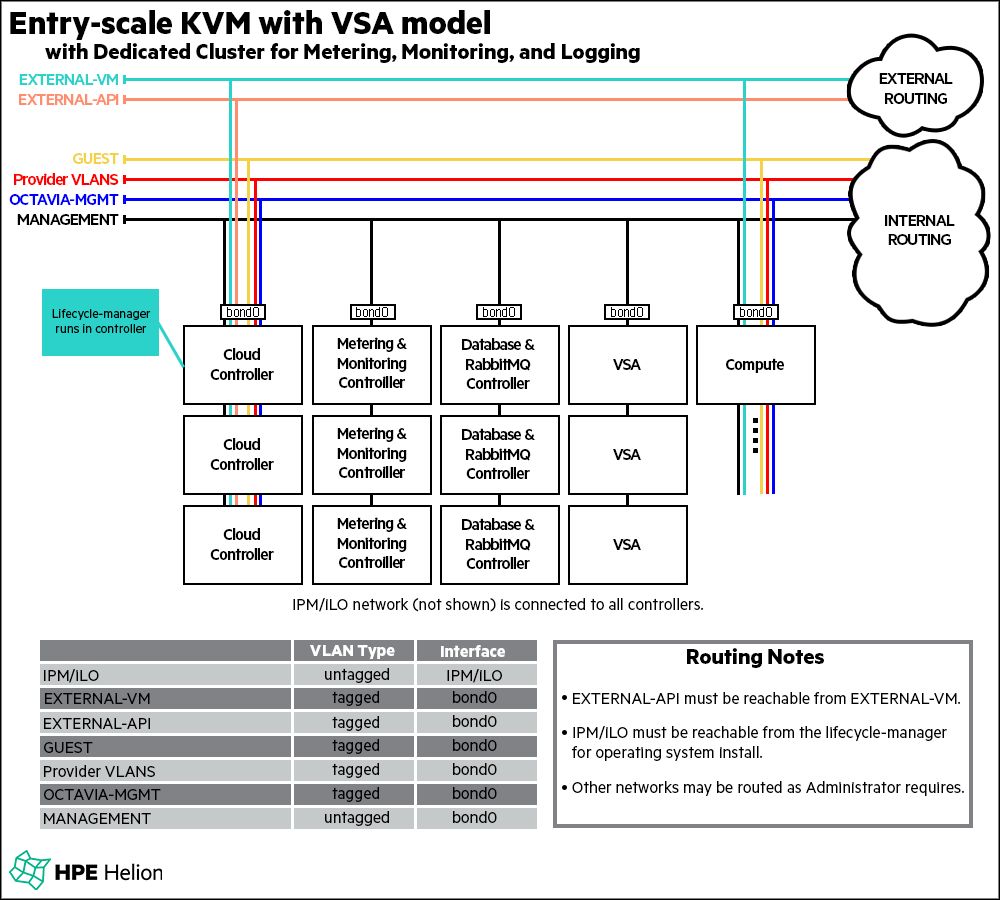 Entry-scale KVM with VSA model
with Dedicated Cluster for Metering, Monitoring, and Logging
EXTERNAL-VM
EXTERNAL-API
EXTERNAL
ROUTING
GUEST
Provider VLANS
OCTAVIA-MGMT
MANAGEMENT
INTERNAL
ROUTING
Lifecycle-manager
runs in controller
bond0
bond0
bond0
bond0
bond0
Cloud
Controller
Metering &
Monitoring
Controiller
Database &
RabbitMQ
Controller
VSA
Compute
Cloud
Controller
Metering &
Monitoring
Controller
Database &
RabbitMQ
Controller
VSA
Cloud
Controller
Metering &
Monitoring
Controiller
Database &
RabbitMQ
Controller
VSA
IPM/ILO network (not shown) is connected to all controllers.
VLAN Type Interface
IPM/ILO untagged IPM/ILO
EXTERNAL-VM tagged bond0
EXTERNAL-API tagged bond0
GUEST tagged bond0
Provider VLANS tagged bond0
OCTAVIA-MGMT tagged bond0
MANAGEMENT untagged bond0
Routing Notes
• EXTERNAL-API must be reachable from EXTERNAL-VM.
• IPM/ILO must be reachable from the lifecycle-manager
for operating system install.
• Other networks may be routed as Administrator requires.
HPE Helion